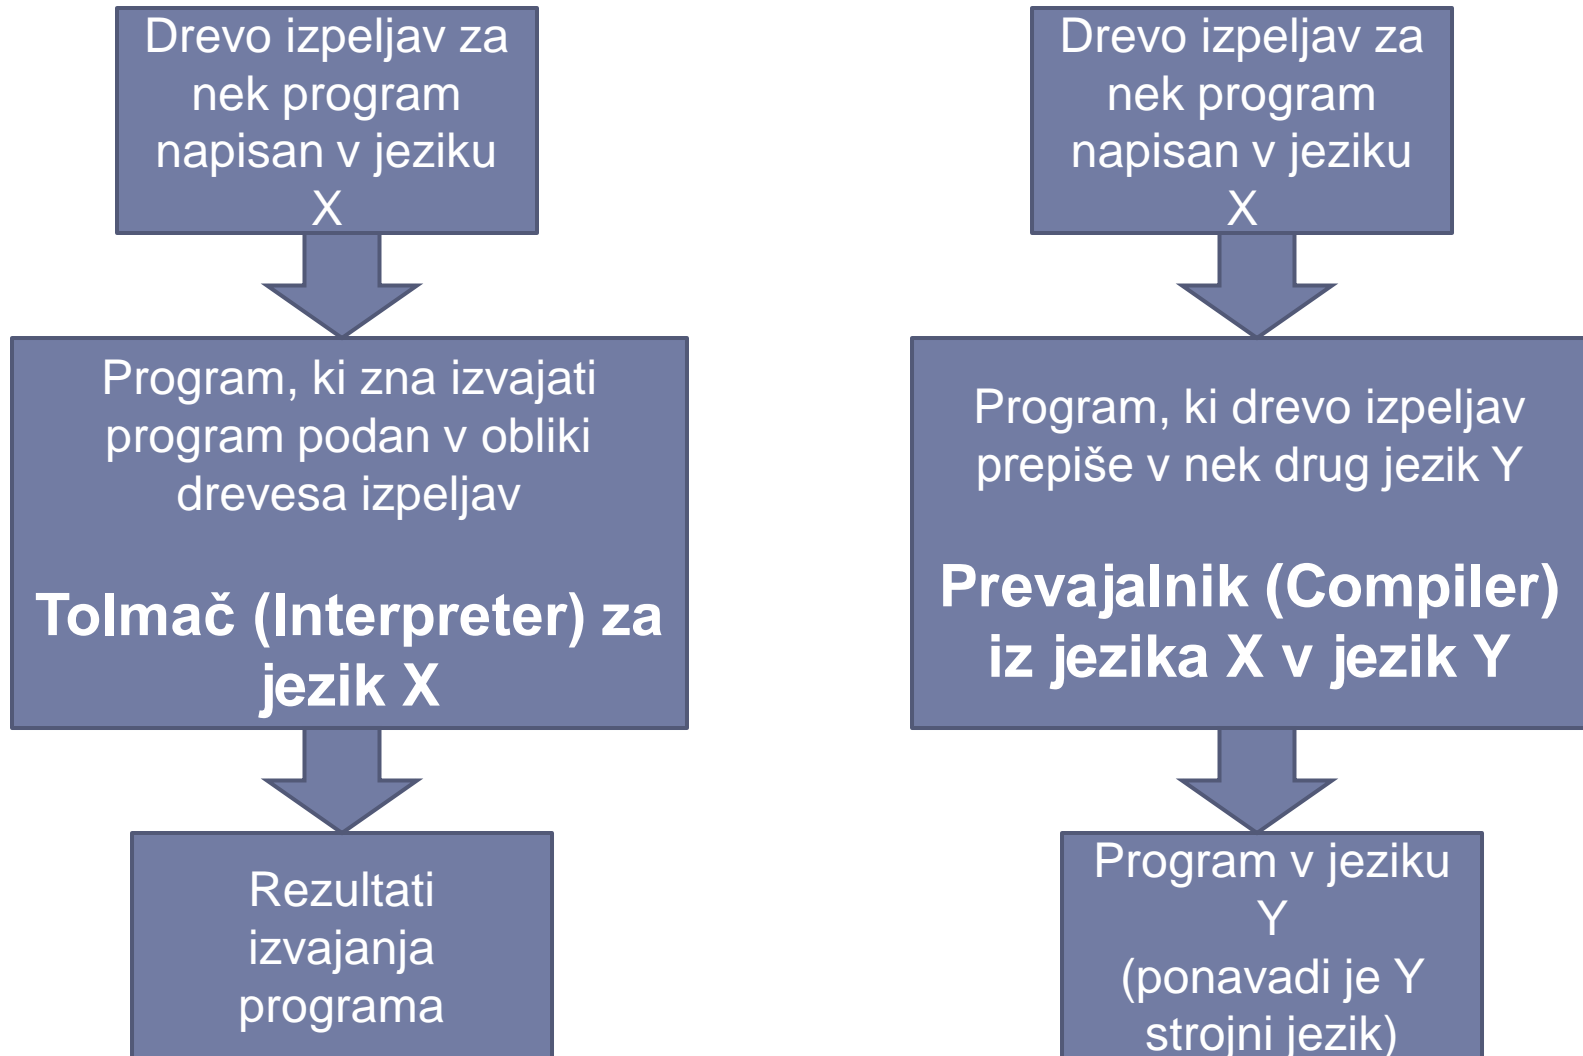 Drevo izpeljav za
nek program
napisan v jeziku
X
Program, ki zna izvajati
program podan v obliki
drevesa izpeljav
Tolmač (Interpreter) za
jezik X
Rezultati
izvajanja
programa
Drevo izpeljav za
nek program
napisan v jeziku
X
Program, ki drevo izpeljav
prepiše v nek drug jezik Y
Prevajalnik (Compiler)
iz jezika X v jezik Y
Program v jeziku
Y
(ponavadi je Y
strojni jezik)